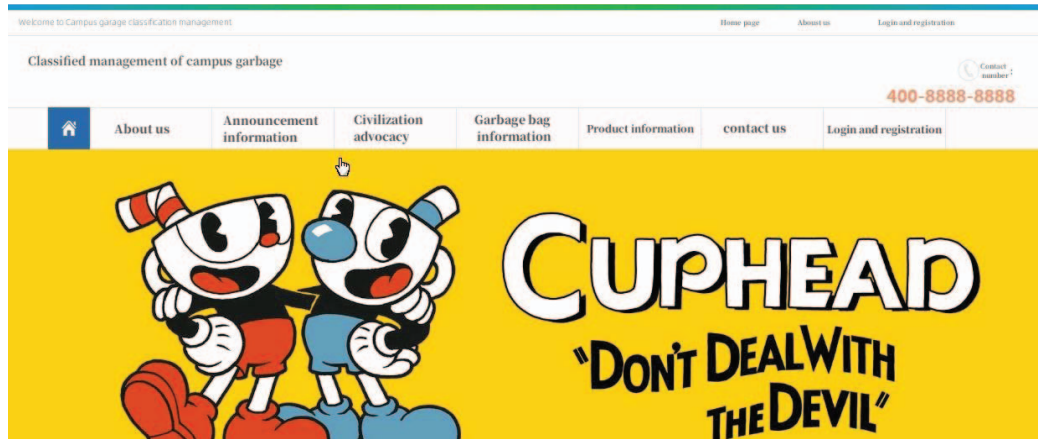 Welcome to Campus garage classification management
Home page
About us
Login and registration
Classified management of campus garbage
Contact
number :
400-8888-8888
About us
Announcement
information
Civilization
advocacy
Garbage bag
information
Product information
contact us
Login and registration
CUPHEAD
"DON'T DEAL WITH
THE DEVIL"